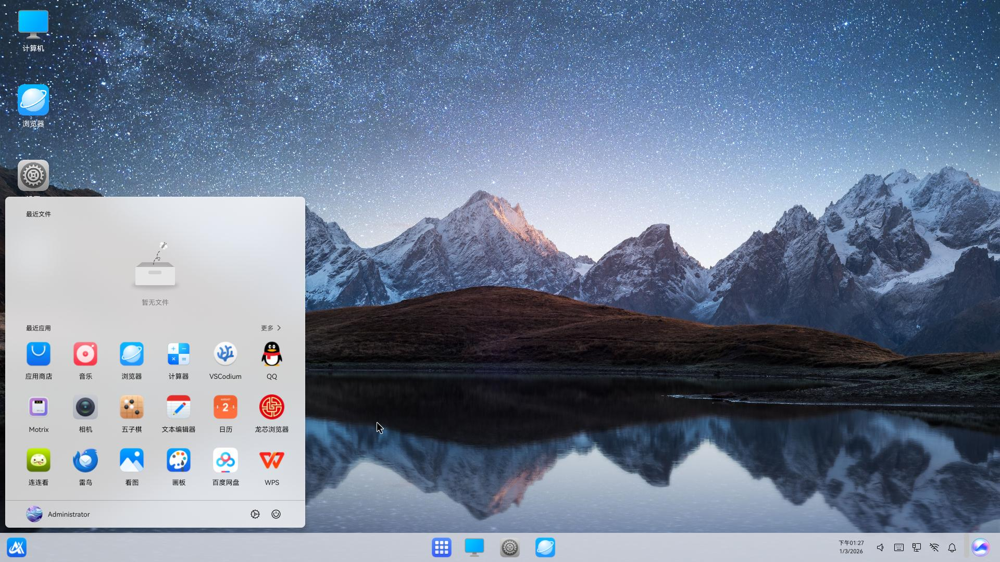 计算机
浏览器
最近文件
暂无文件
最近应用
更多
应用商店
音乐
浏览器
计算器
VSCodium
QQ
Motrix
相机
五子棋
文本编辑器
AUGUST
2
日历
龙芯浏览器
连连看
雷鸟
看图
画板
百度网盘
WPS
Administrator
下午01:27
1/3/2026